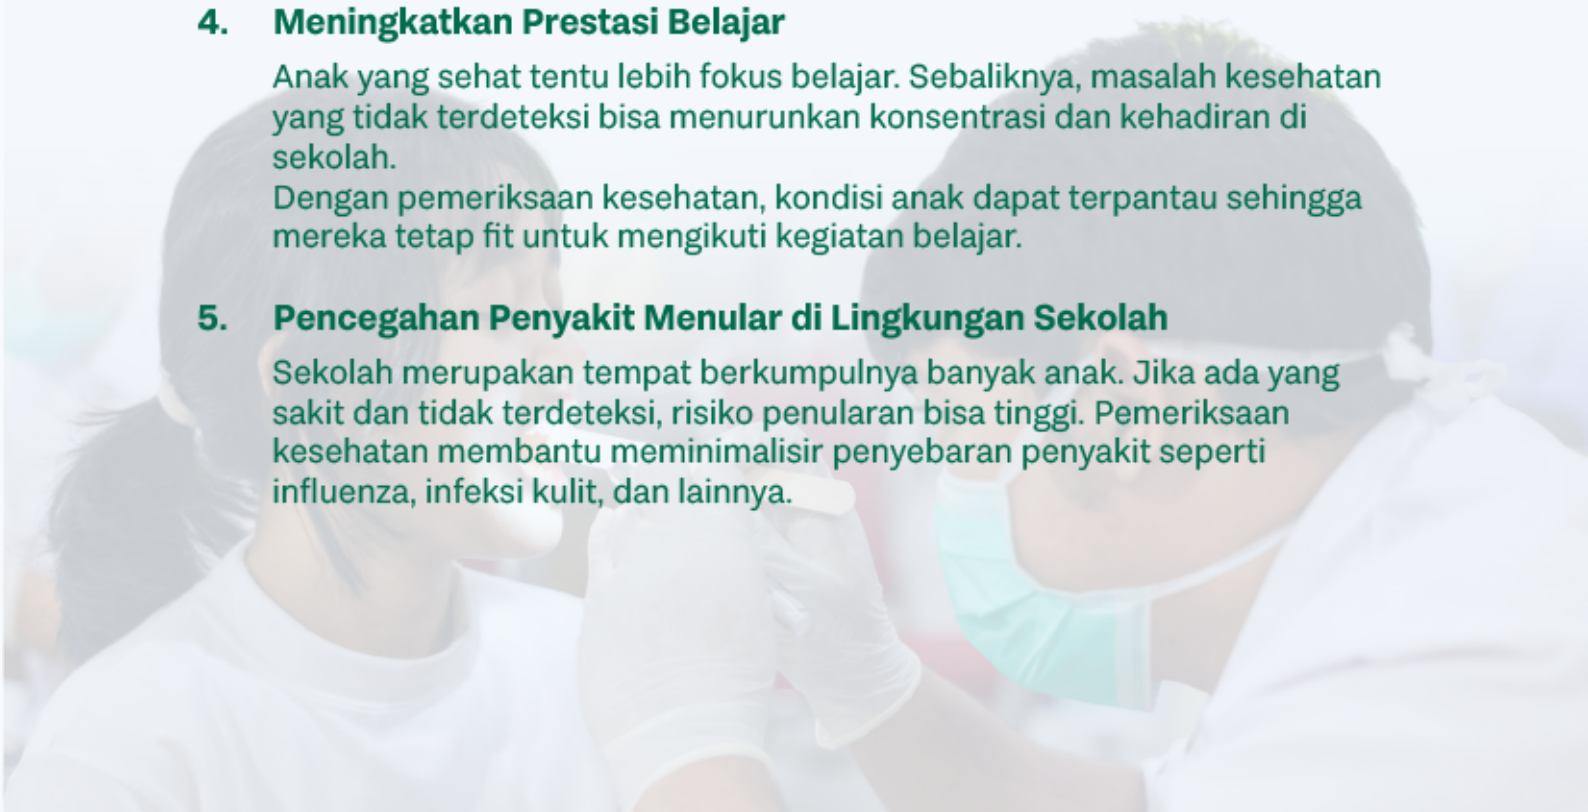 4. Meningkatkan Prestasi Belajar
Anak yang sehat tentu lebih fokus belajar. Sebaliknya, masalah kesehatan
yang tidak terdeteksi bisa menurunkan konsentrasi dan kehadiran di
sekolah.
Dengan pemeriksaan kesehatan, kondisi anak dapat terpantau sehingga
mereka tetap fit untuk mengikuti kegiatan belajar.
5. Pencegahan Penyakit Menular di Lingkungan Sekolah
Sekolah merupakan tempat berkumpulnya banyak anak. Jika ada yang
sakit dan tidak terdeteksi, risiko penularan bisa tinggi. Pemeriksaan
kesehatan membantu meminimalisir penyebaran penyakit seperti
influenza, infeksi kulit, dan lainnya.